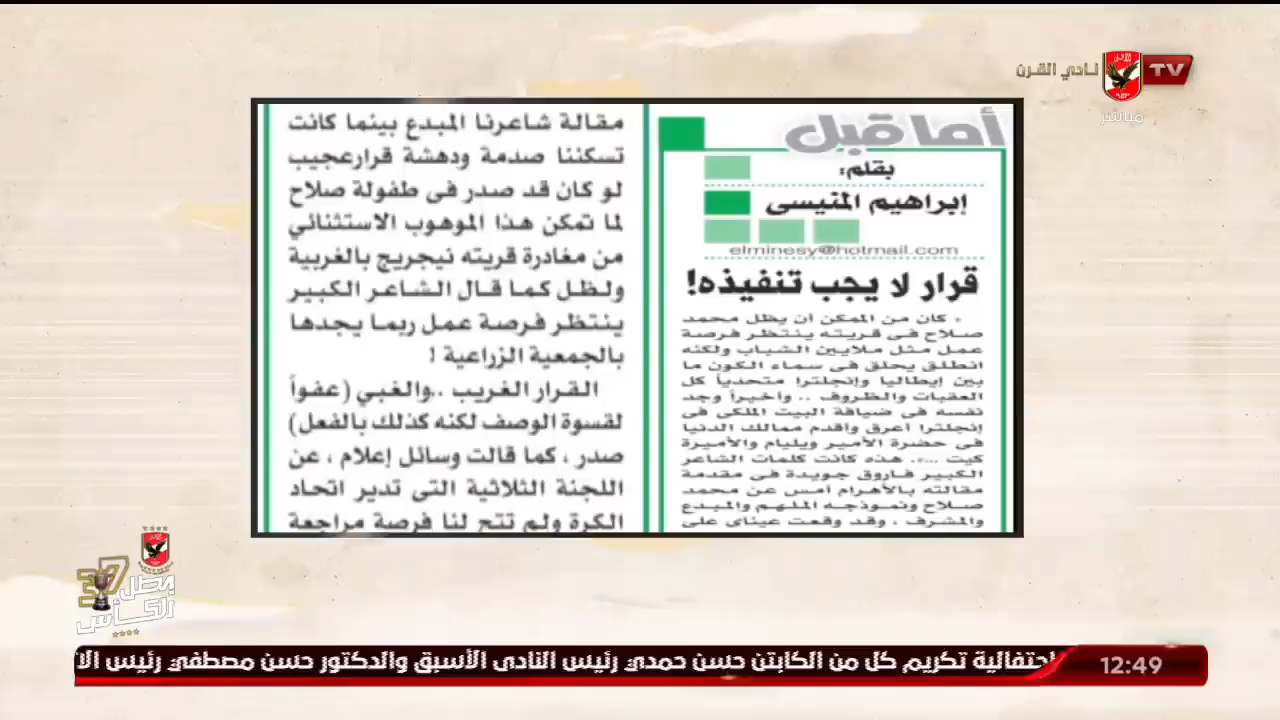 نادي القرن
TV
مباشر
أما قبل
بقلم:
إبراهيم المنيسى
elminesy@hotmail.com
قرار لا يجب تنفيذه!
* كان من الممكن أن يظل محمد
صلاح فى قريته ينتظر فرصة
عمل مثل ملايين الشباب ولكنه
انطلق يحلق فى سماء الكون ما
بين إيطاليا وإنجلترا متحدياً كل
العقبات والظروف .. وأخيراً وجد
نفسه فى ضيافة البيت الملكى فى
إنجلترا أعرق وأقدم ممالك الدنيا
فى حضرة الأمير ويليام والأميرة
كيت ...». هذه كانت كلمات الشاعر
الكبير فاروق جويدة فى مقدمة
مقالته بالأهرام أمس عن محمد
صلاح ونموذجه الملهم والمبدع
والمشرف ، وقد وقعت عيناى على
مقالة شاعرنا المبدع بينما كانت
تسكننا صدمة ودهشة قرارعجيب
لو كان قد صدر فى طفولة صلاح
لما تمكن هذا الموهوب الاستثنائي
من مغادرة قريته نيجريج بالغربية
ولظل كما قال الشاعر الكبير
ينتظر فرصة عمل ربما يجدها
بالجمعية الزراعية !
القرار الغريب ..والغبي (عفواً
لقسوة الوصف لكنه كذلك بالفعل)
صدر ، كما قالت وسائل إعلام ، عن
اللجنة الثلاثية التى تدير اتحاد
الكرة ولم تتح لنا فرصة مراجعة
37
بطل
الكأس
احتفالية تكريم كل من الكابتن حسن حمدي رئيس النادى الأسبق والدكتور حسن مصطفي رئيس الا
12:49